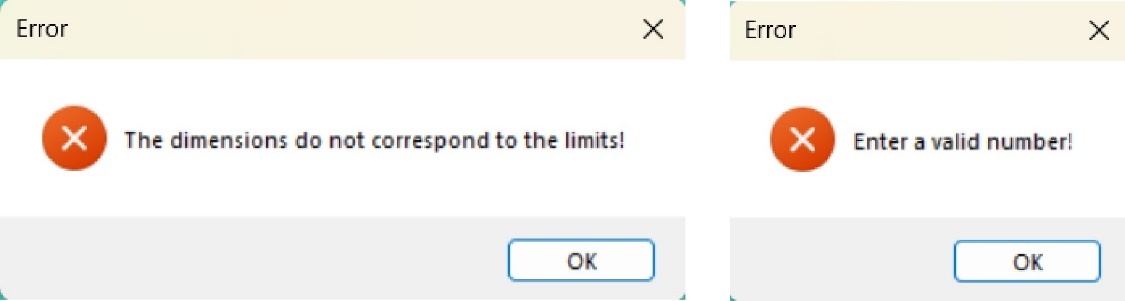 Error
The dimensions do not correspond to the limits!
OK
Error
Enter a valid number!
OK